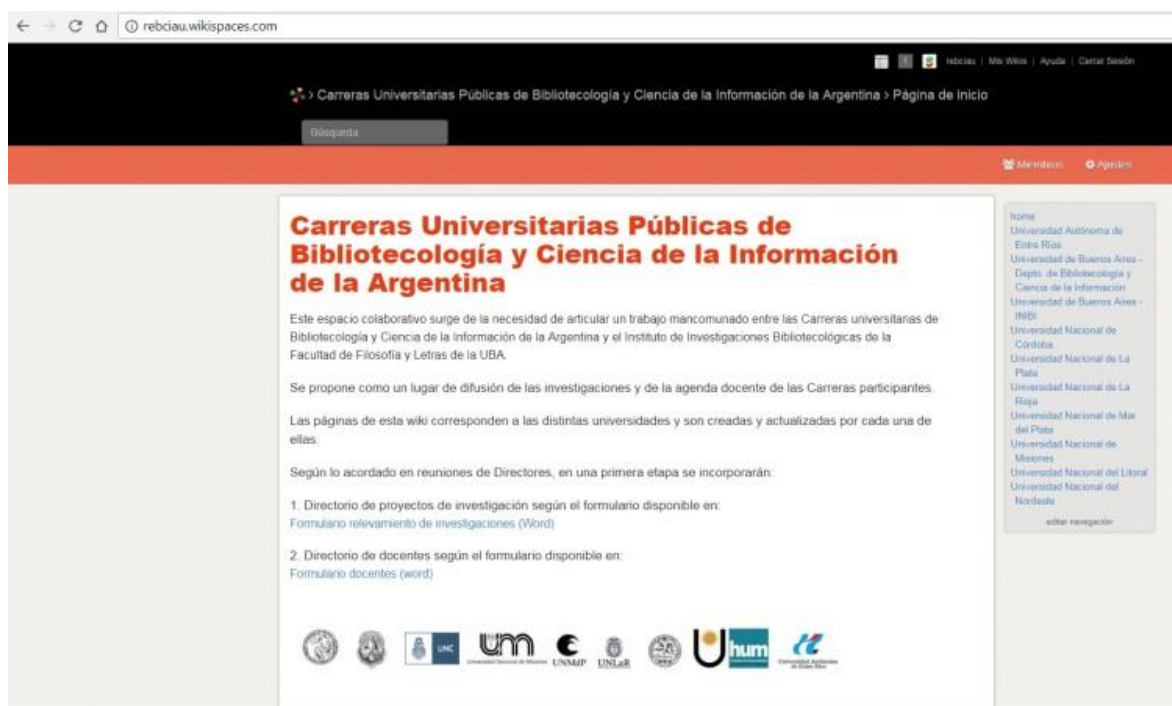 rebciau.wikispaces.com
rebciau | Mis Wikis | Ayuda | Cerrar Sesión
> Carreras Universitarias Públicas de Bibliotecología y Ciencia de la Información de la Argentina > Página de inicio
Búsqueda
Miembros Ajustes
Carreras Universitarias Públicas de
Bibliotecología y Ciencia de la Información
de la Argentina
Este espacio colaborativo surge de la necesidad de articular un trabajo mancomunado entre las Carreras universitarias de
Bibliotecología y Ciencia de la Información de la Argentina y el Instituto de Investigaciones Bibliotecológicas de la
Facultad de Filosofía y Letras de la UBA.
Se propone como un lugar de difusión de las investigaciones y de la agenda docente de las Carreras participantes.
Las páginas de esta wiki corresponden a las distintas universidades y son creadas y actualizadas por cada una de
ellas.
Según lo acordado en reuniones de Directores, en una primera etapa se incorporarán:
1. Directorio de proyectos de investigación según el formulario disponible en:
Formulario relevamiento de investigaciones (Word)
2. Directorio de docentes según el formulario disponible en:
Formulario docentes (word)
home
Universidad Autónoma de
Entre Ríos
Universidad de Buenos Aires -
Depto. de Bibliotecología y
Ciencia de la Información
Universidad de Buenos Aires -
INIBI
Universidad Nacional de
Córdoba
Universidad Nacional de La
Plata
Universidad Nacional de La
Rioja
Universidad Nacional de Mar
del Plata
Universidad Nacional de
Misiones
Universidad Nacional del Litoral
Universidad Nacional del
Nordeste
editar navegación
UNC
Universidad Nacional de Misiones
UNMdP
UNLaR
hum
Universidad Autónoma
de Entre Ríos